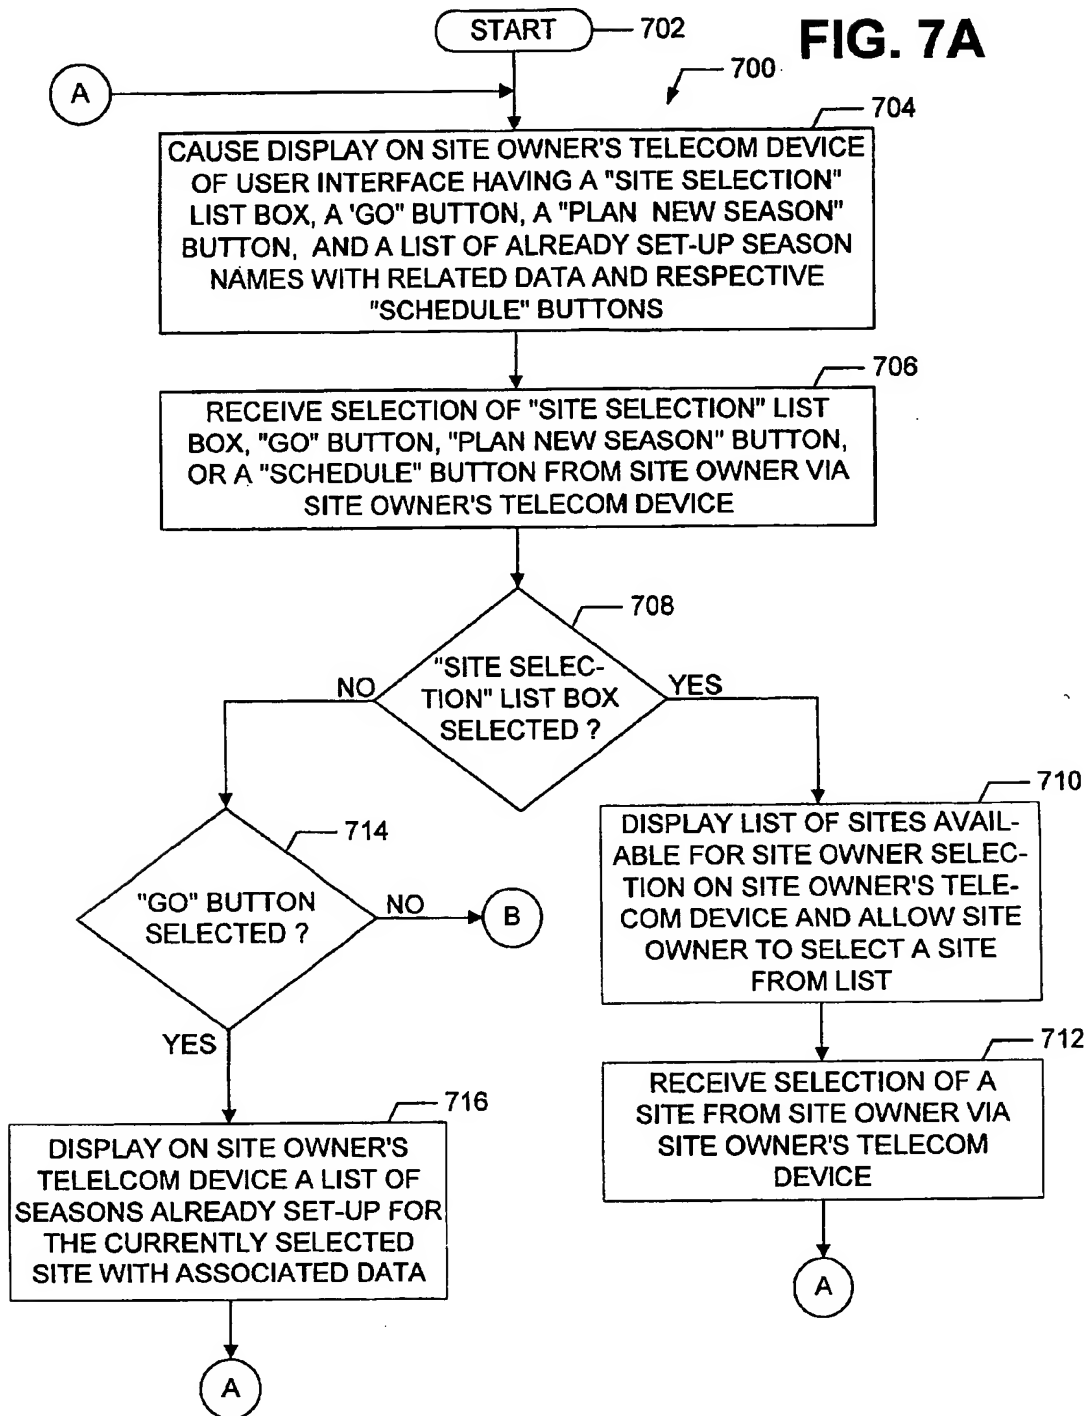 START
702
FIG. 7A
A
700
704
CAUSE DISPLAY ON SITE OWNER'S TELECOM DEVICE
OF USER INTERFACE HAVING A "SITE SELECTION"
LIST BOX, A 'GO" BUTTON, A "PLAN NEW SEASON"
BUTTON, AND A LIST OF ALREADY SET-UP SEASON
NAMES WITH RELATED DATA AND RESPECTIVE
"SCHEDULE" BUTTONS
706
RECEIVE SELECTION OF "SITE SELECTION" LIST
BOX, "GO" BUTTON, "PLAN NEW SEASON" BUTTON,
OR A "SCHEDULE" BUTTON FROM SITE OWNER VIA
SITE OWNER'S TELECOM DEVICE
708
"SITE SELEC-
TION" LIST BOX
SELECTED ?
NO
YES
714
"GO" BUTTON
SELECTED ?
NO
B
YES
710
DISPLAY LIST OF SITES AVAIL-
ABLE FOR SITE OWNER SELEC-
TION ON SITE OWNER'S TELE-
COM DEVICE AND ALLOW SITE
OWNER TO SELECT A SITE
FROM LIST
712
RECEIVE SELECTION OF A
SITE FROM SITE OWNER VIA
SITE OWNER'S TELECOM
DEVICE
A
716
DISPLAY ON SITE OWNER'S
TELELCOM DEVICE A LIST OF
SEASONS ALREADY SET-UP FOR
THE CURRENTLY SELECTED
SITE WITH ASSOCIATED DATA
A